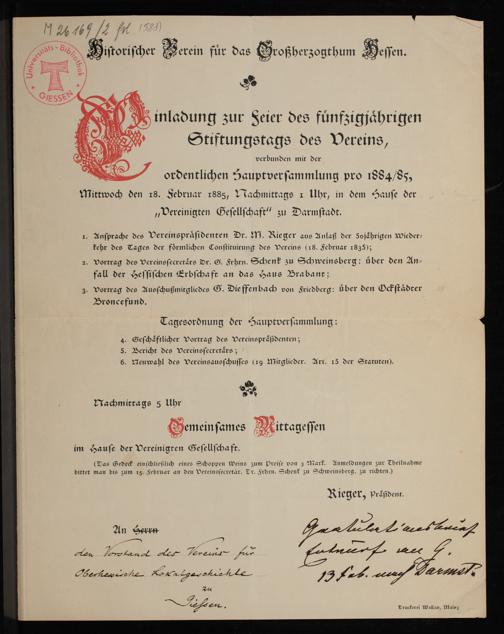 M 26169/2 fol (583)
Universitäts-Bibliothek GIESSEN
Historischer Verein für das Großherzogthum Hessen.
Einladung zur Feier des fünfzigjährigen
Stiftungstags des Vereins,
verbunden mit der
ordentlichen Hauptversammlung pro 1884/85,
Mittwoch den 18. Februar 1885, Nachmittags 1 Uhr, in dem Hause der
„Vereinigten Gesellschaft“ zu Darmstadt.
1. Ansprache des Vereinspräsidenten Dr. M. Rieger aus Anlaß der 50jährigen Wieder-
kehr des Tages der förmlichen Constituirung des Vereins (18. Februar 1835);
2. Vortrag des Vereinssecretärs Dr. G. Frhrn. Schenk zu Schweinsberg: über den An-
fall der Hessischen Erbschaft an das Haus Brabant;
3. Vortrag des Ausschußmitgliedes G. Dieffenbach von Friedberg: über den Ockstädter
Broncefund.
Tagesordnung der Hauptversammlung:
4. Geschäftlicher Vortrag des Vereinspräsidenten;
5. Bericht des Vereinssecretärs;
6. Neuwahl des Vereinsausschusses (19 Mitglieder. Art. 15 der Statuten).
Nachmittags 5 Uhr
Gemeinsames Mittagessen
im Hause der Vereinigten Gesellschaft.
(Das Gedeck einschließlich eines Schoppen Weins zum Preise von 3 Mark. Anmeldungen zur Theilnahme
bittet man bis zum 15. Februar an den Vereinssecretär, Dr. Frhrn. Schenk zu Schweinsberg, zu richten.)
Rieger, Präsident.
An Herrn
den Vorstand des Vereins für
Oberhessische Lokalgeschichte
zu
Giessen.
Gratulationsbrief
Entwurf von G.
13 Feb. nach Darmst.
Druckerei Wallau, Mainz